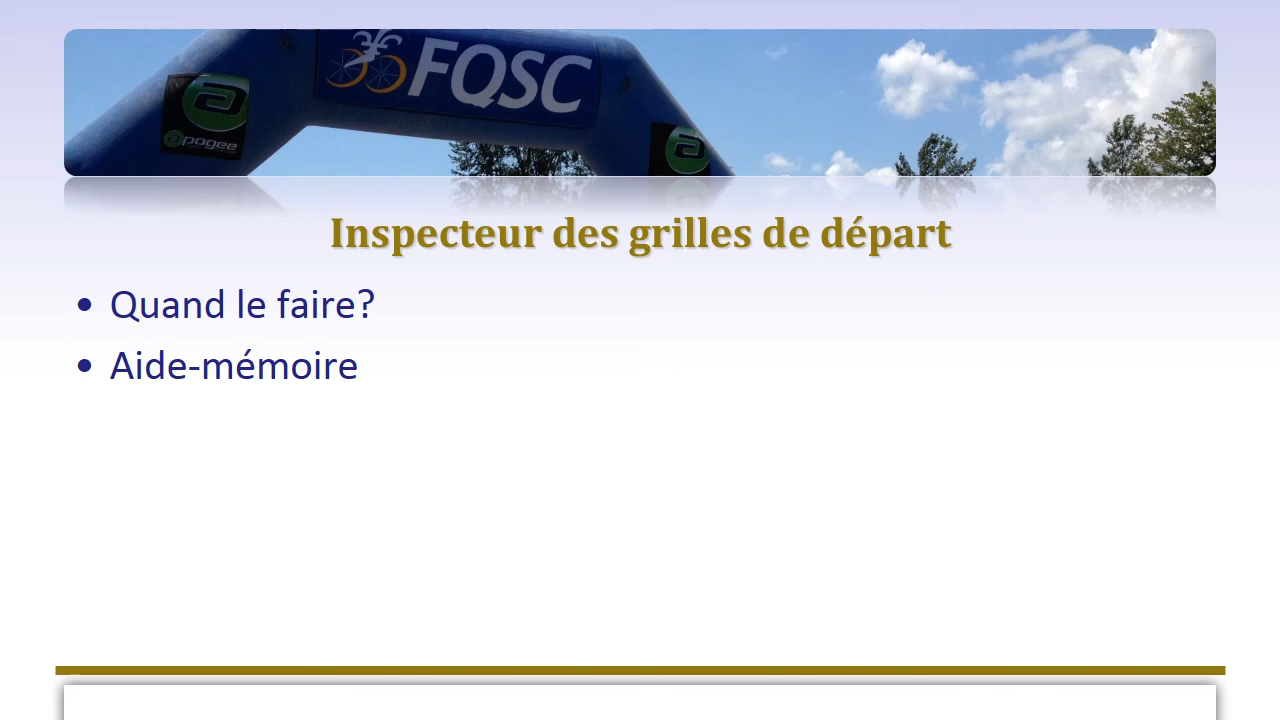 FQSC
apogee
Inspecteur des grilles de départ
• Quand le faire?
• Aide-mémoire